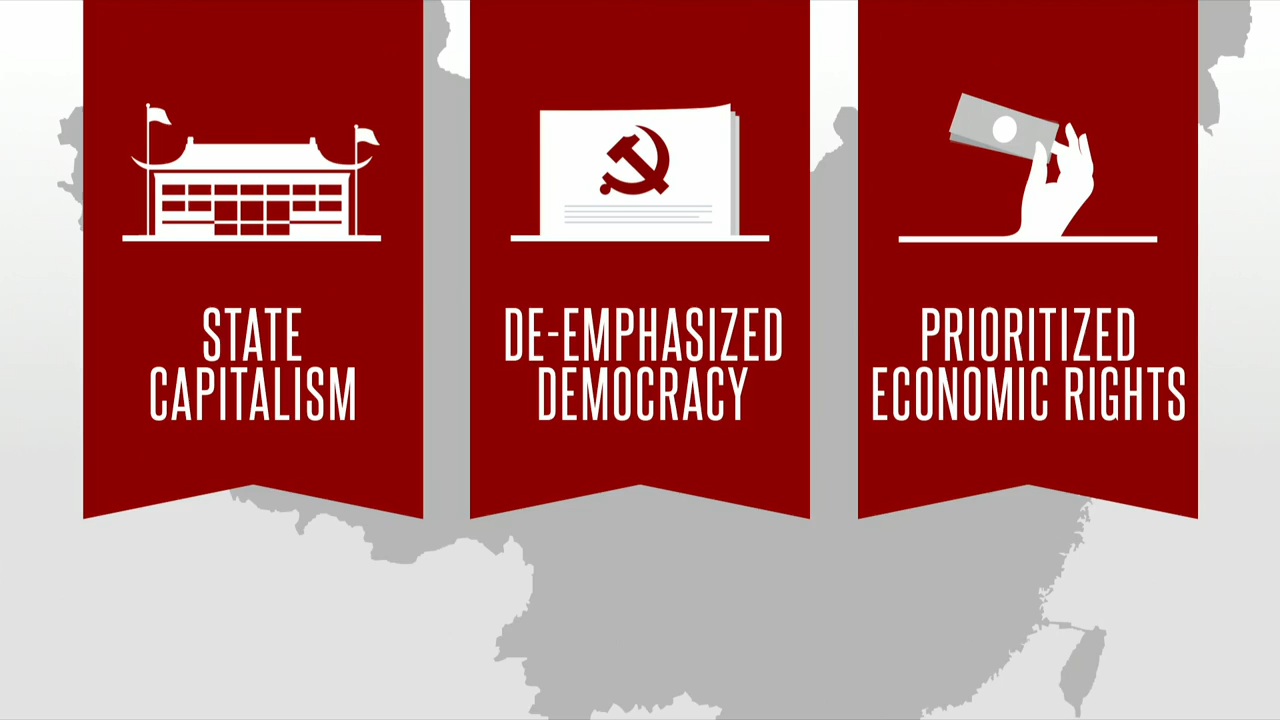 STATE
CAPITALISM
DE-EMPHASIZED
DEMOCRACY
PRIORITIZED
ECONOMIC RIGHTS